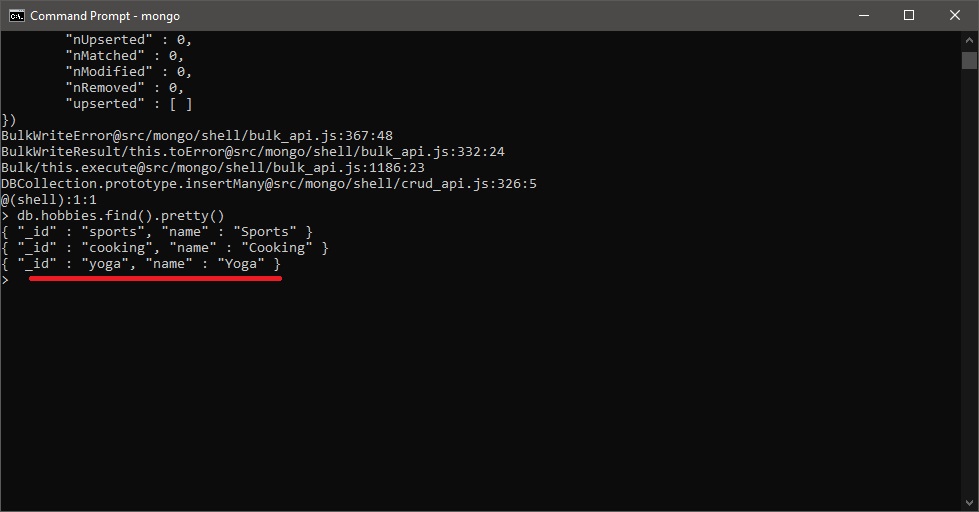 Command Prompt - mongo
        "nUpserted" : 0,
        "nMatched" : 0,
        "nModified" : 0,
        "nRemoved" : 0,
        "upserted" : [ ]
})
BulkWriteError@src/mongo/shell/bulk_api.js:367:48
BulkWriteResult/this.toError@src/mongo/shell/bulk_api.js:332:24
Bulk/this.execute@src/mongo/shell/bulk_api.js:1186:23
DBCollection.prototype.insertMany@src/mongo/shell/crud_api.js:326:5
@(shell):1:1
> db.hobbies.find().pretty()
{ "_id" : "sports", "name" : "Sports" }
{ "_id" : "cooking", "name" : "Cooking" }
{ "_id" : "yoga", "name" : "Yoga" }
>